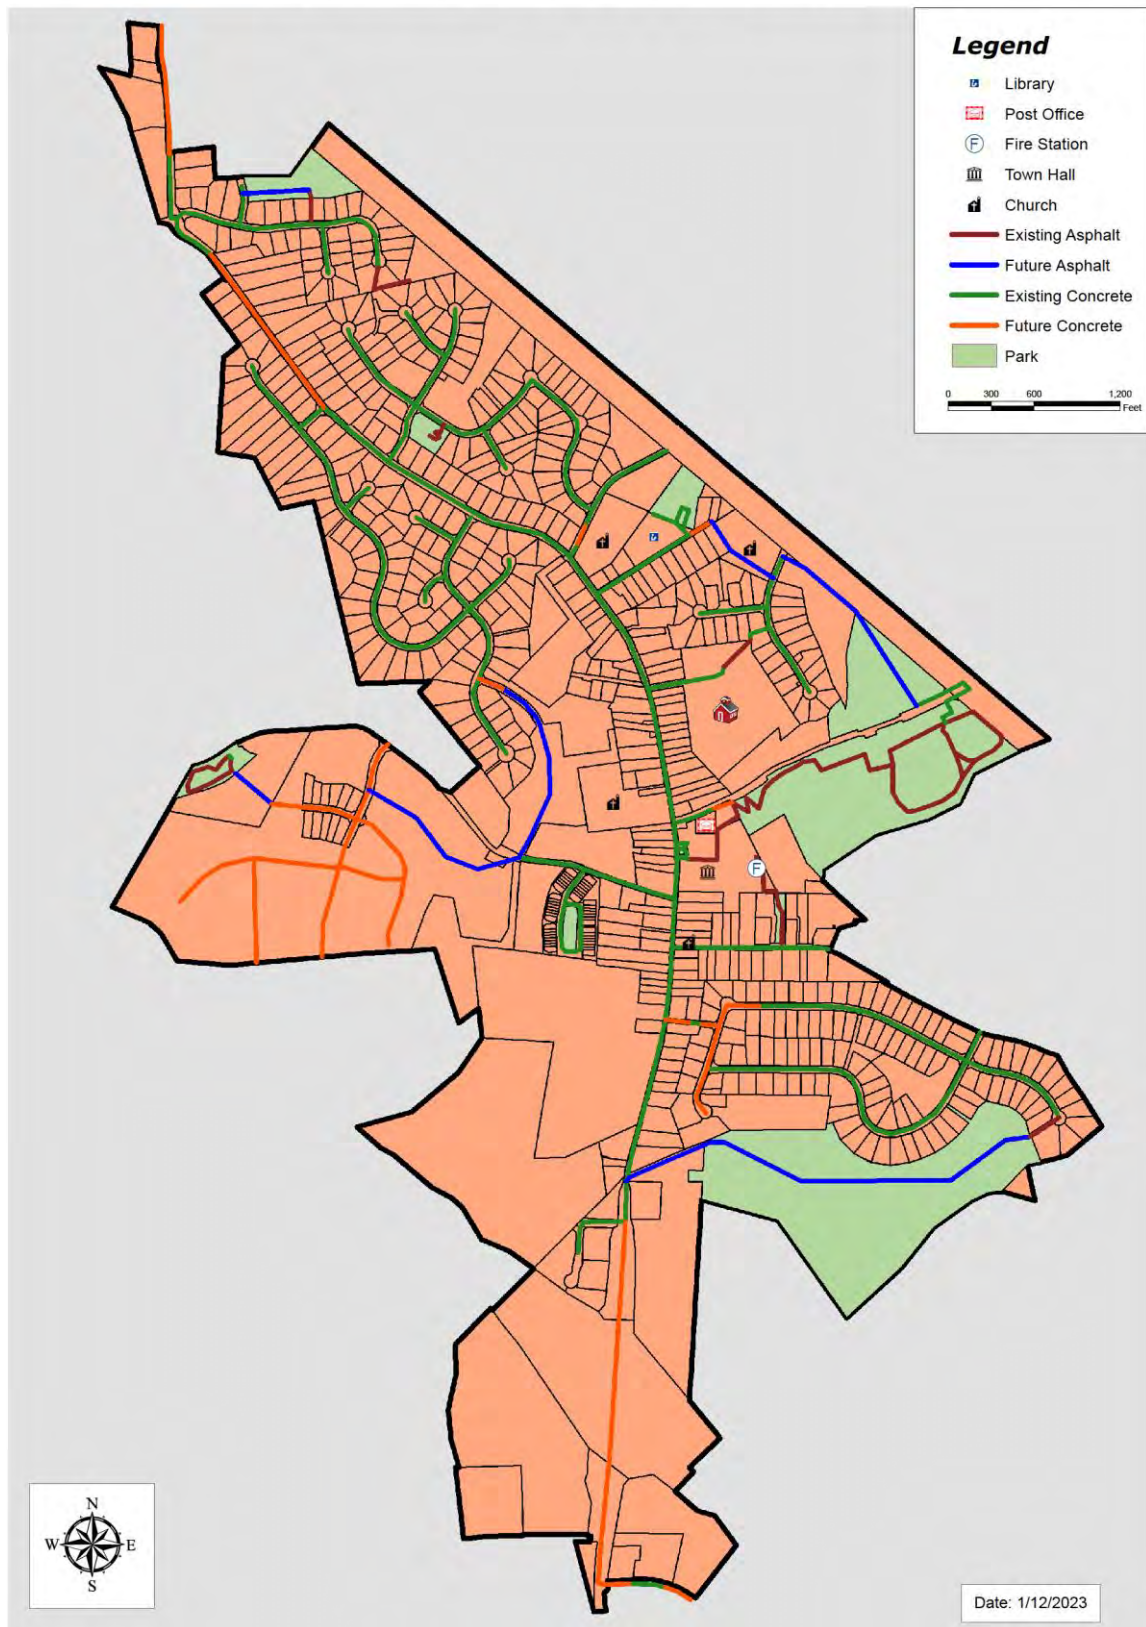 Legend
Library
Post Office
F Fire Station
Town Hall
Church
Existing Asphalt
Future Asphalt
Existing Concrete
Future Concrete
Park
0 300 600 1,200
Feet
F
N
W E
S
Date: 1/12/2023